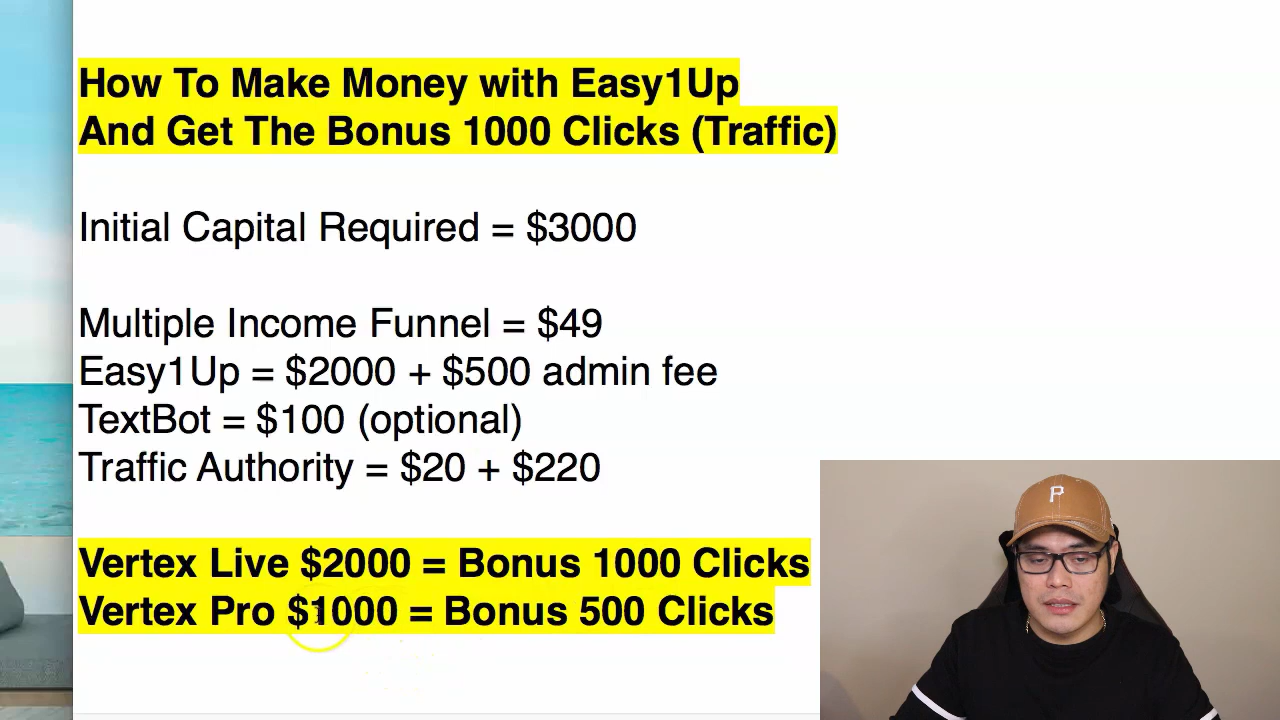 How To Make Money with Easy1Up
And Get The Bonus 1000 Clicks (Traffic)
Initial Capital Required = $3000
Multiple Income Funnel = $49
Easy1Up = $2000 + $500 admin fee
TextBot = $100 (optional)
Traffic Authority = $20 + $220
Vertex Live $2000 = Bonus 1000 Clicks
Vertex Pro $1000 = Bonus 500 Clicks
P